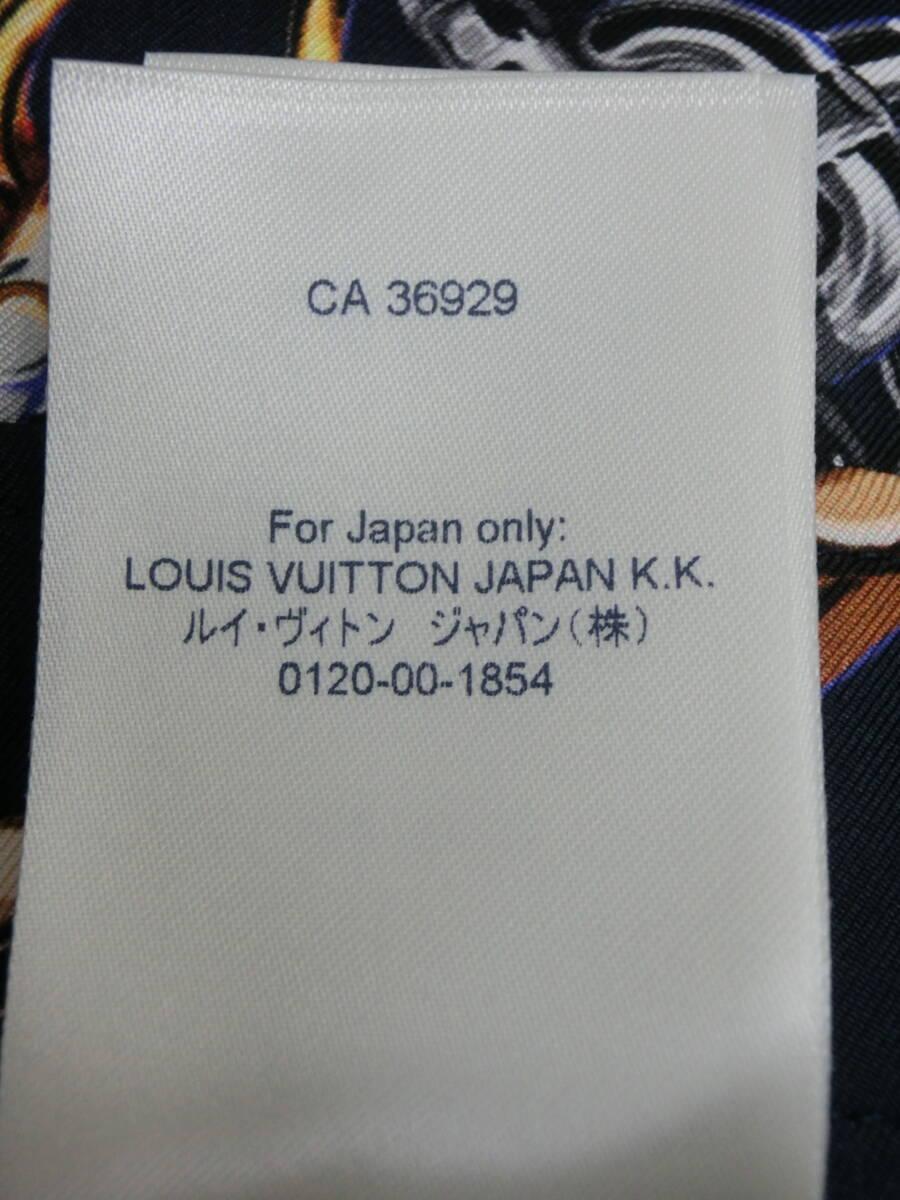 CA 36929
For Japan only:
LOUIS VUITTON JAPAN K.K.
ルイ・ヴィトン　ジャパン(株)
0120-00-1854